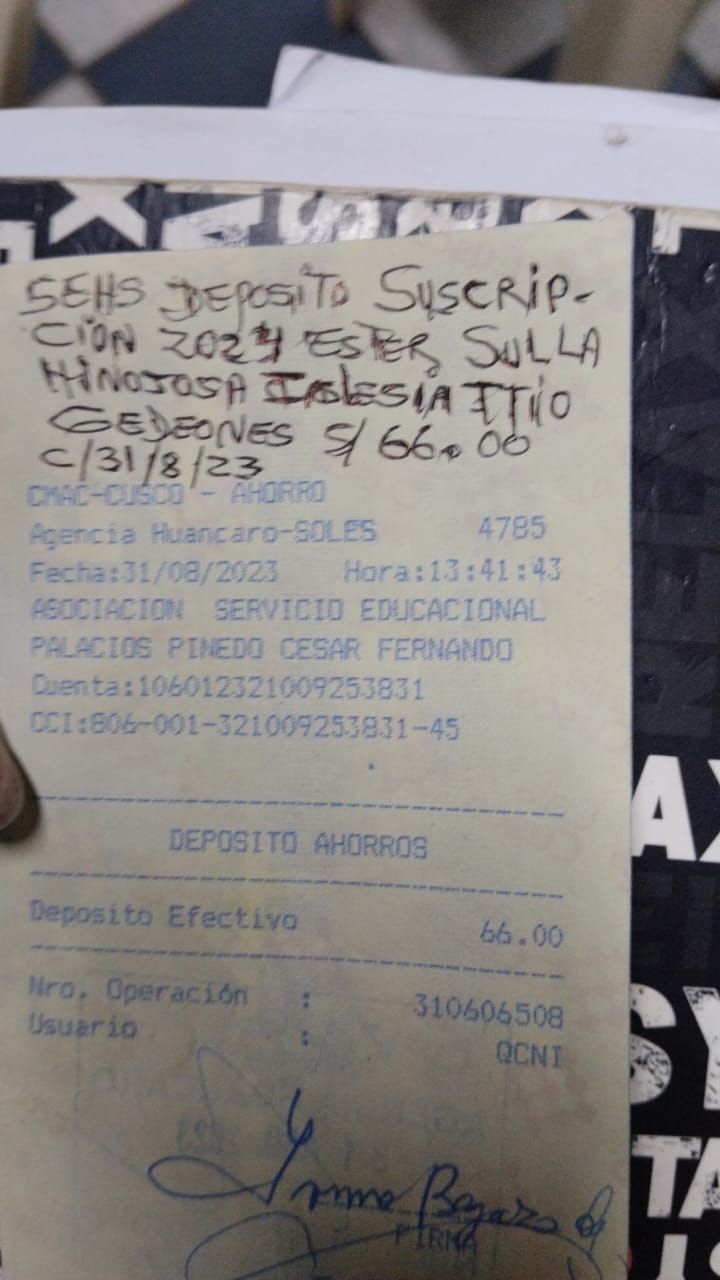 SEHS DEPOSITO SUSCRIP-
CION 2024 ESTER SULLA
HINOJOSA IGLESIA ITIIO
GEDEONES S/ 66.00
C/31/8/23
CMAC-CUSCO - AHORRO
Agencia Huancaro-SOLES 4785
Fecha:31/08/2023 Hora:13:41:43
ASOCIACION SERVICIO EDUCACIONAL
PALACIOS PINEDO CESAR FERNANDO
Cuenta:106012321009253831
CCI:806-001-321009253831-45
DEPOSITO AHORROS
Deposito Efectivo 66.00
Nro. Operación : 310606508
Usuario : QCNI
FIRMA